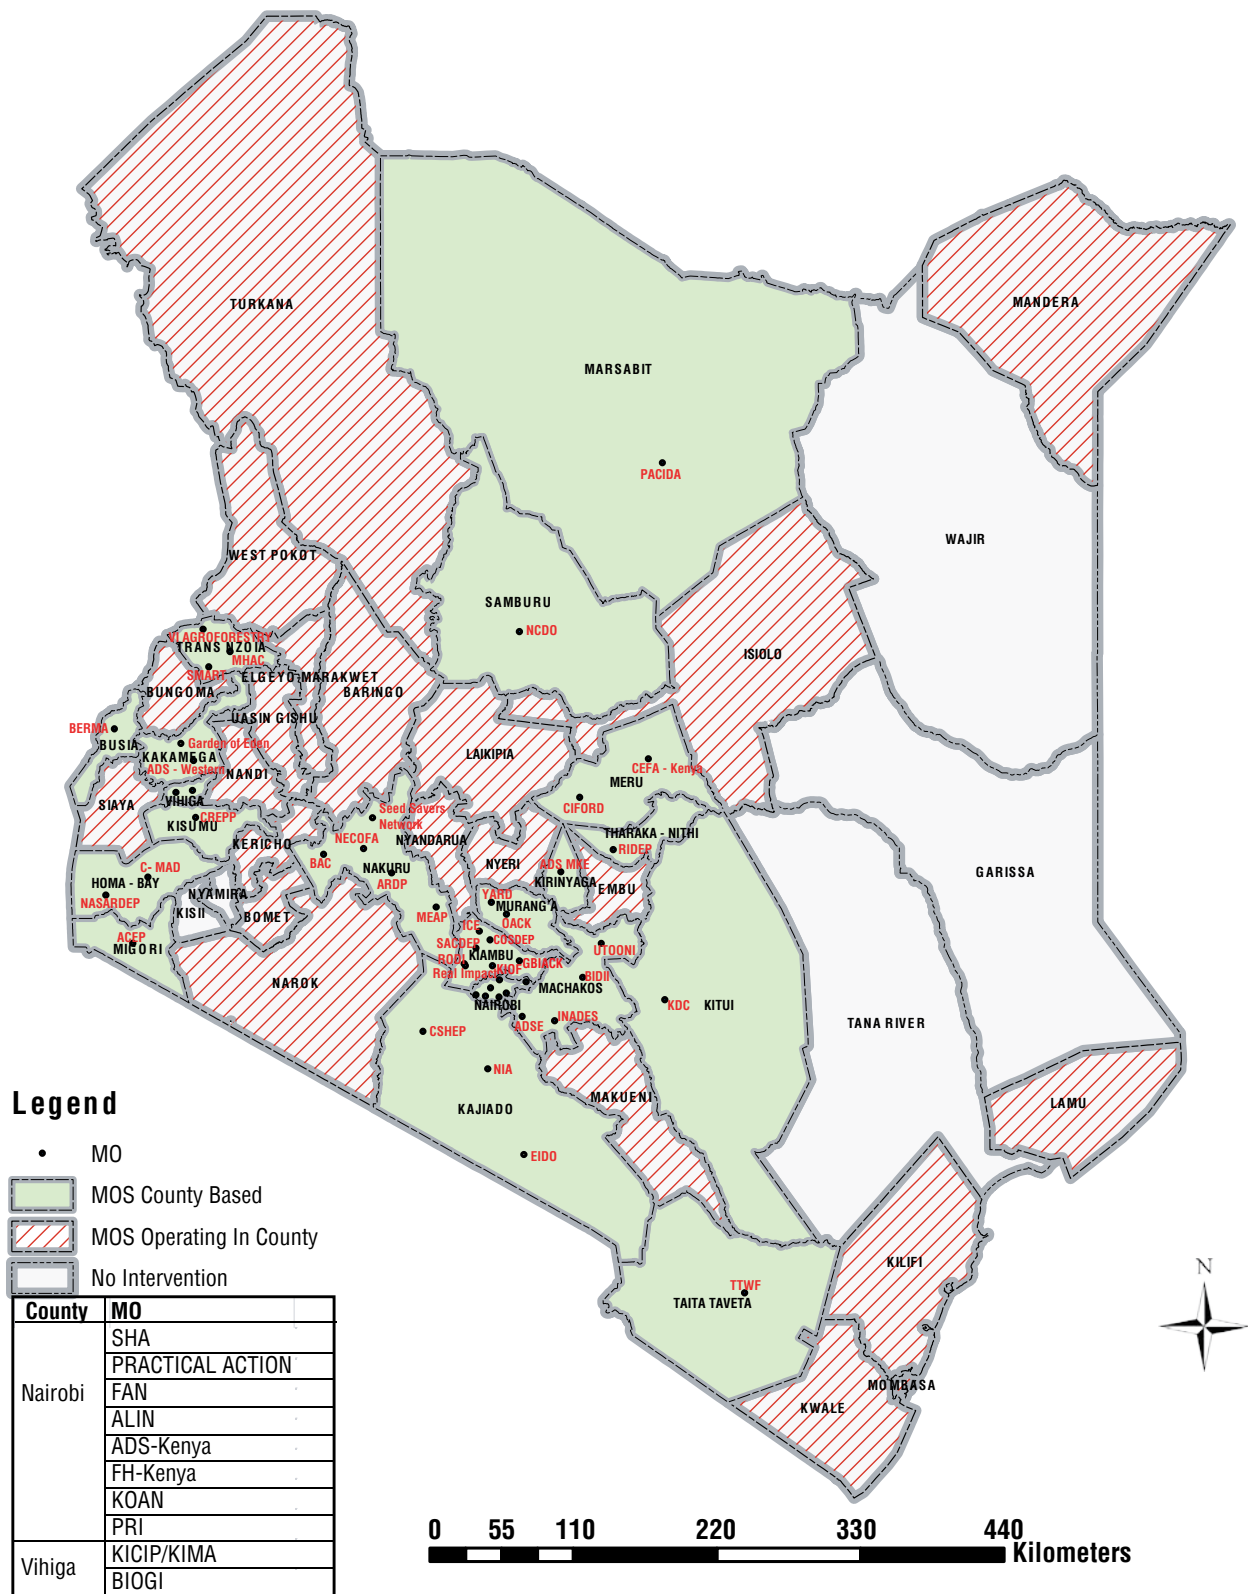 TURKANA
MANDERA
MARSABIT
PACIDA
WAJIR
WEST POKOT
SAMBURU
NCDO
ISIOLO
VI AGROFORESTRY
TRANS NZOIA
MHAC
SMART
ELGEYO-MARAKWET
BUNGOMA
BARINGO
UASIN GISHU
BERMA
BUSIA
Garden of Eden
KAKAMEGA
ADS - Western
NANDI
LAIKIPIA
CEFA - Kenya
MERU
CIFORD
VIHIGA
SIAYA
CREPP
KISUMU
Seed Savers
Network
NECOFA
NYANDARUA
THARAKA - NITHI
RIDEP
KERICHO
BAC
NAKURU
ARDP
NYERI
ADS MKE
KIRINYAGA
EMBU
GARISSA
C- MAD
HOMA - BAY
NASARDEP
NYAMIRA
KISII
BOMET
MEAP
YARD
MURANG'A
OACK
ACEP
MIGORI
ICE
COSDEP
SACDEP
KIAMBU
UTOONI
RODI
KIOF
GBIACK
Real Impact
BIDII
MACHAKOS
NAROK
NAIROBI
KDC
KITUI
ADSE
INADES
TANA RIVER
CSHEP
NIA
KAJIADO
MAKUENI
LAMU
EIDO
KILIFI
TTWF
TAITA TAVETA
MOMBASA
KWALE
Legend
MO
MOS County Based
MOS Operating In County
No Intervention
N
County MO
Nairobi
SHA
PRACTICAL ACTION
FAN
ALIN
ADS-Kenya
FH-Kenya
KOAN
PRI
Vihiga
KICIP/KIMA
BIOGI
0 55 110 220 330 440
Kilometers